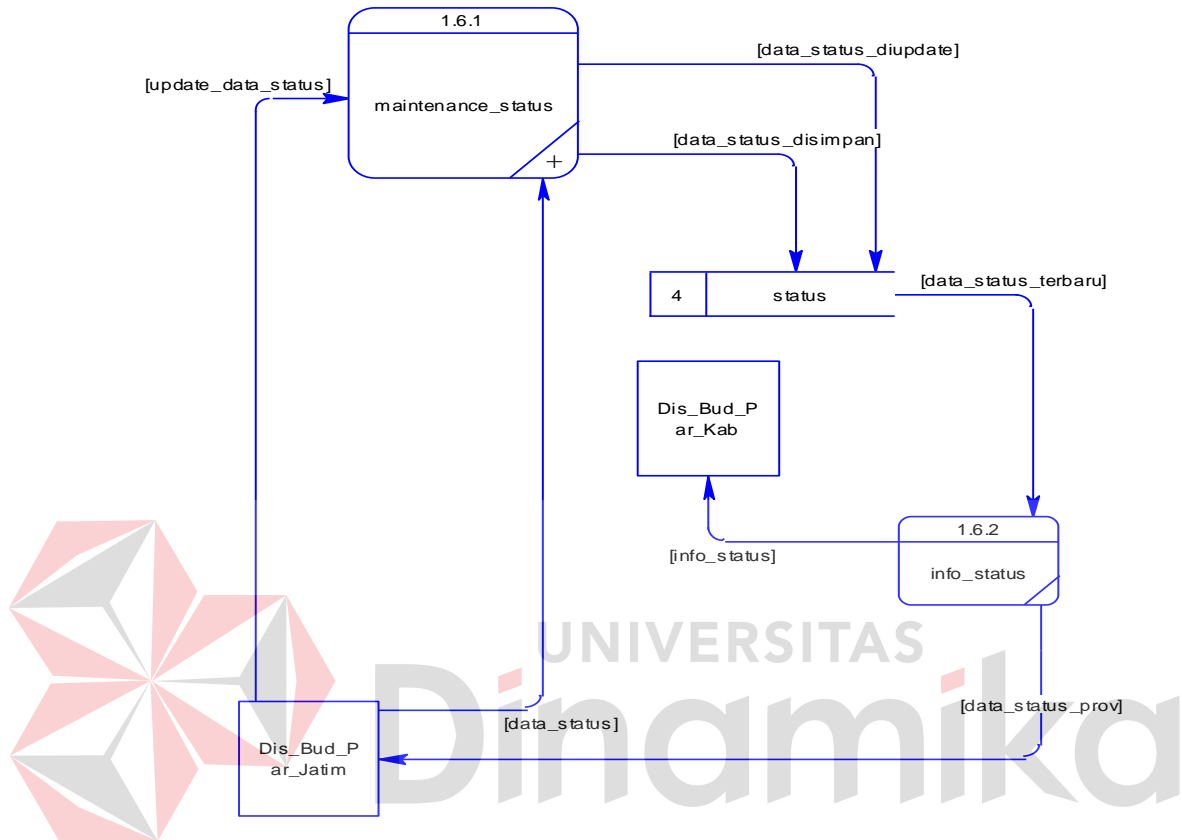 1.6.1
[data_status_diupdate]
[update_data_status]
maintenance_status
[data_status_disimpan]
+
[data_status_terbaru]
4
status
Dis_Bud_P
ar_Kab
1.6.2
[info_status]
info_status
UNIVERSITAS
Dinamika
[data_status_prov]
[data_status]
Dis_Bud_P
ar_Jatim